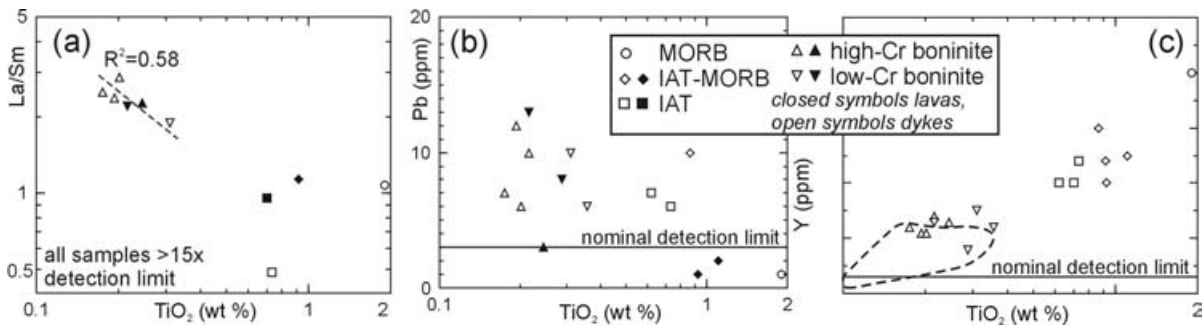 (a)
R²=0.58
La/Sm
5
1
0.5
all samples >15x
detection limit
0.1
TiO₂ (wt %)
1
2
(b)
Pb (ppm)
20
10
0
nominal detection limit
0.1
TiO₂ (wt %)
1
2
MORB
IAT-MORB
IAT
high-Cr boninite
low-Cr boninite
closed symbols lavas,
open symbols dykes
(c)
Y (ppm)
nominal detection limit
TiO₂ (wt %)
2